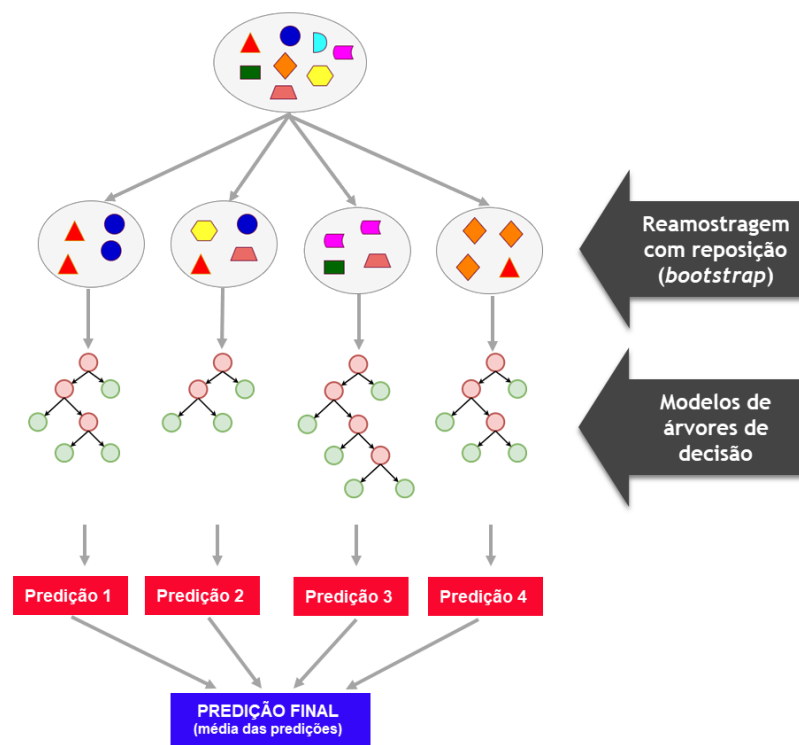 Reamostragem
com reposição
(bootstrap)
Modelos de
árvores de
decisão
Predição 1
Predição 2
Predição 3
Predição 4
PREDIÇÃO FINAL
(média das predições)